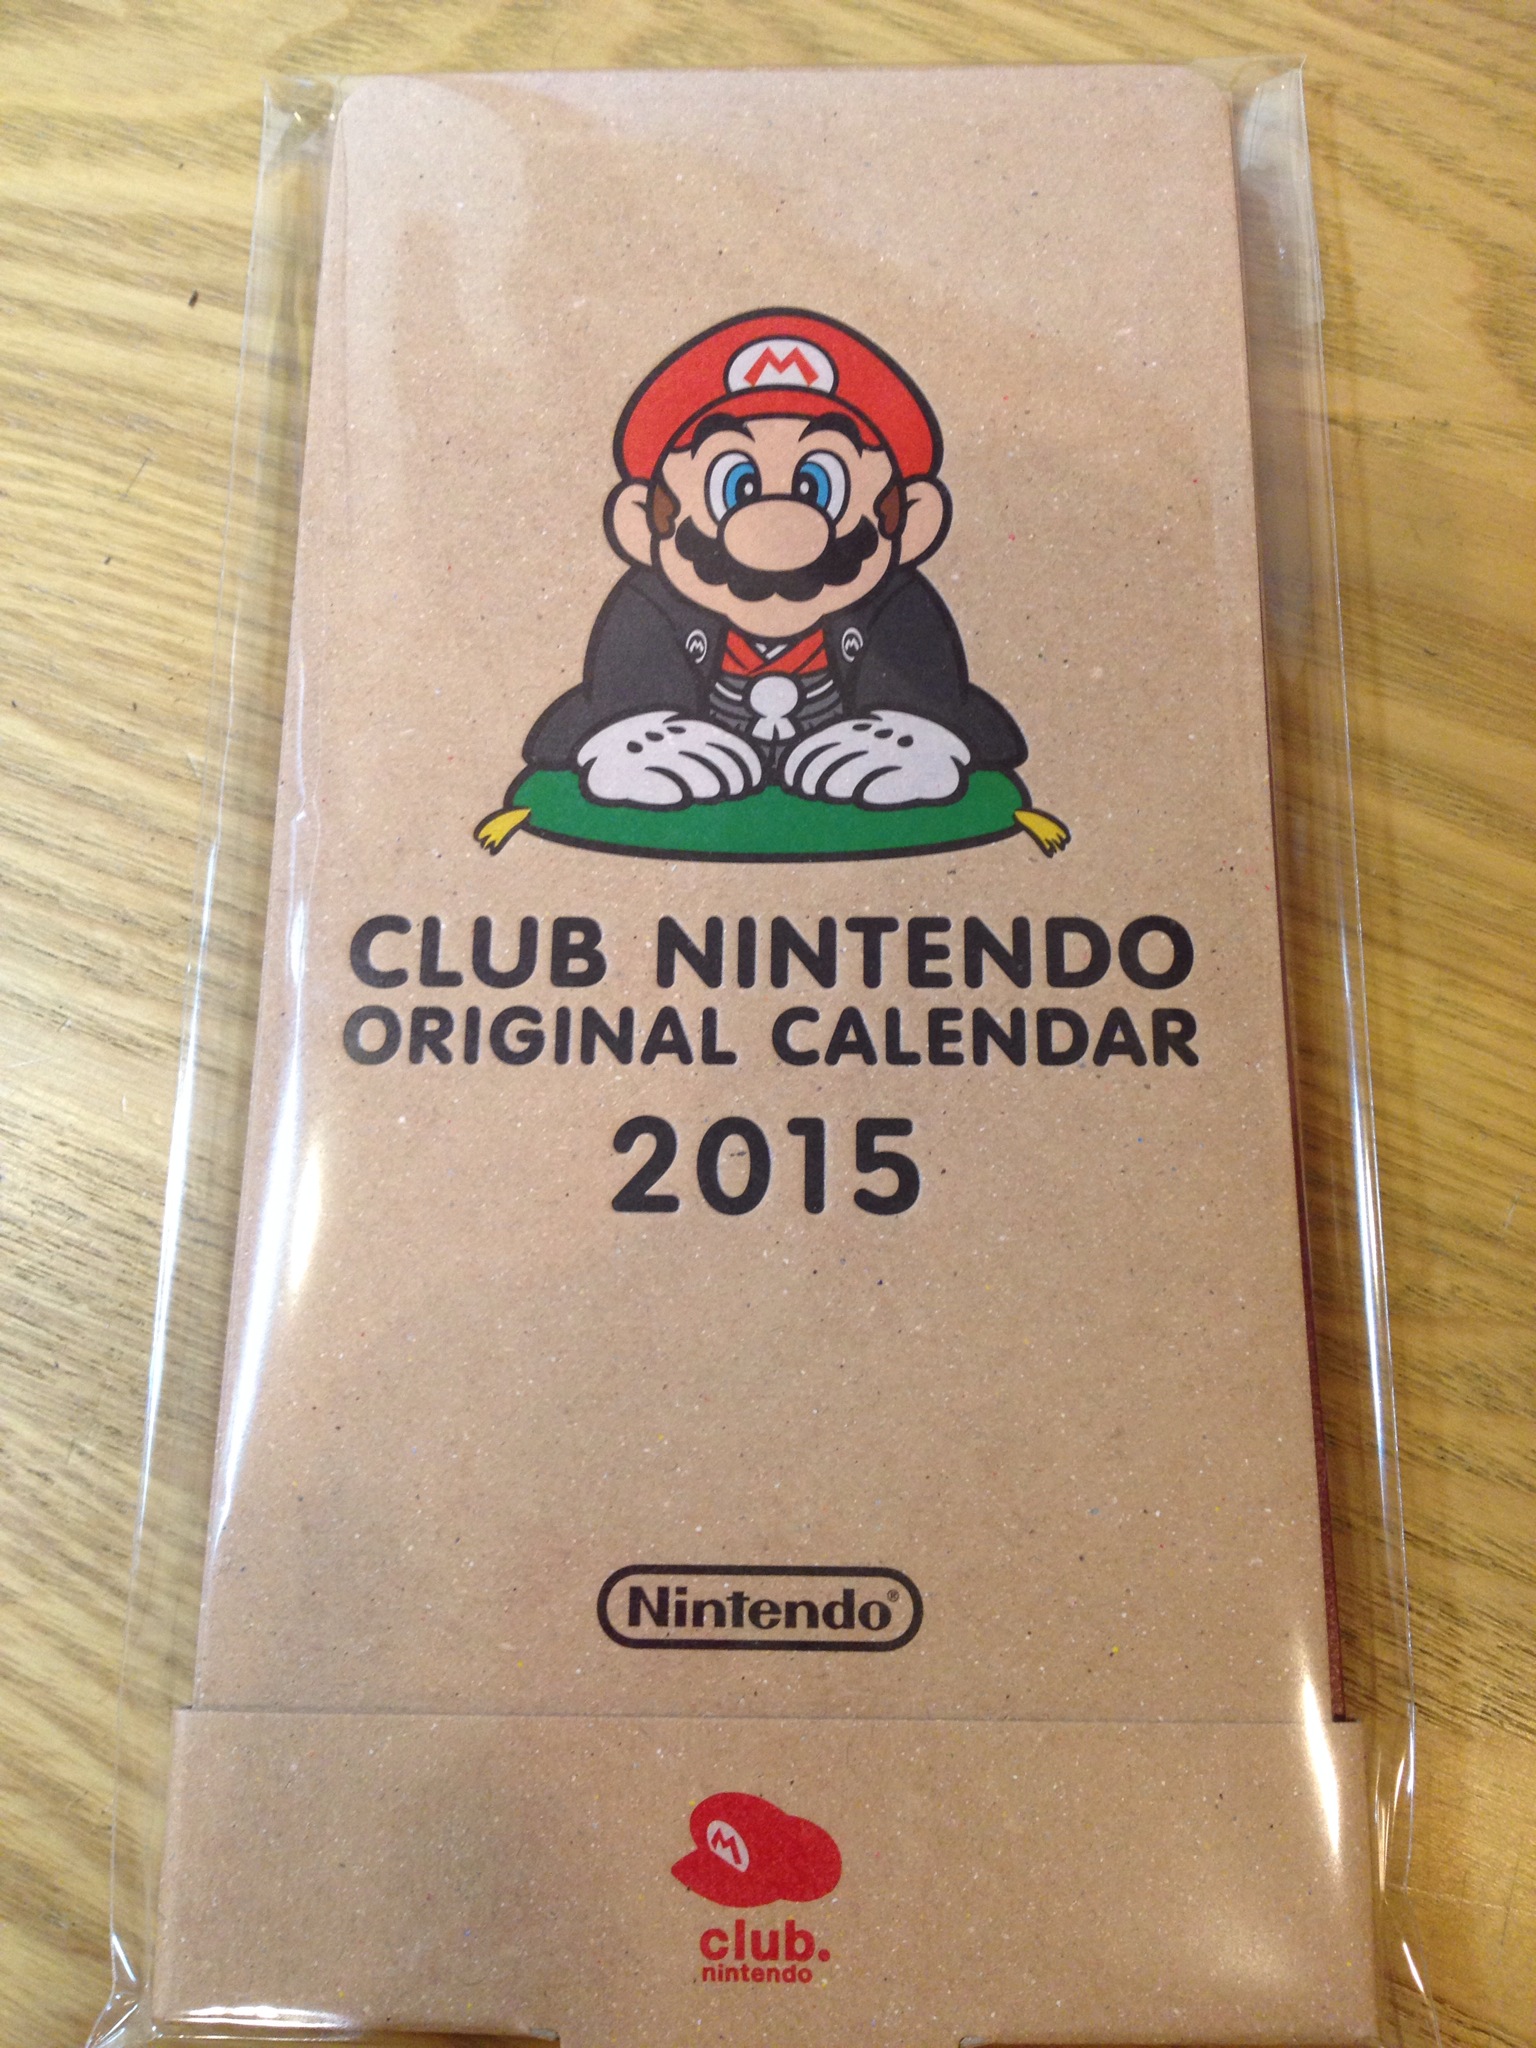 M
M M
CLUB NINTENDO
ORIGINAL CALENDAR
2015
Nintendo®
M
club.
nintendo